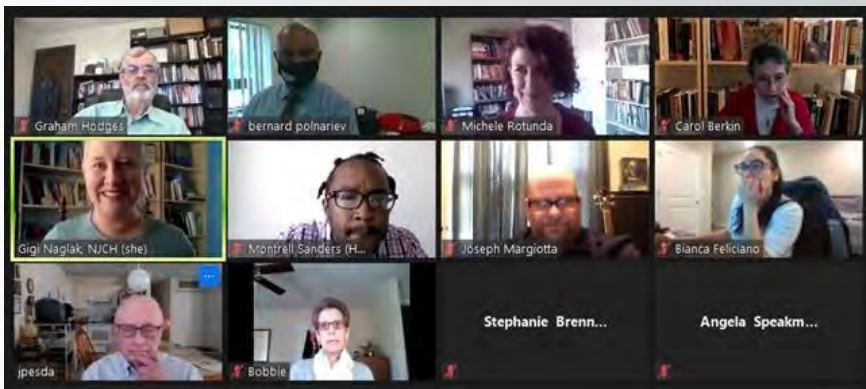 Graham Hodges
bernard polnariev
Michele Rotunda
Carol Berkin
Gigi Naglak, NJCH (she)
Montrell Sanders (H...
Joseph Margiotta
Bianca Feliciano
jpesda
Bobbie
Stephanie Brenn...
Angela Speakm...